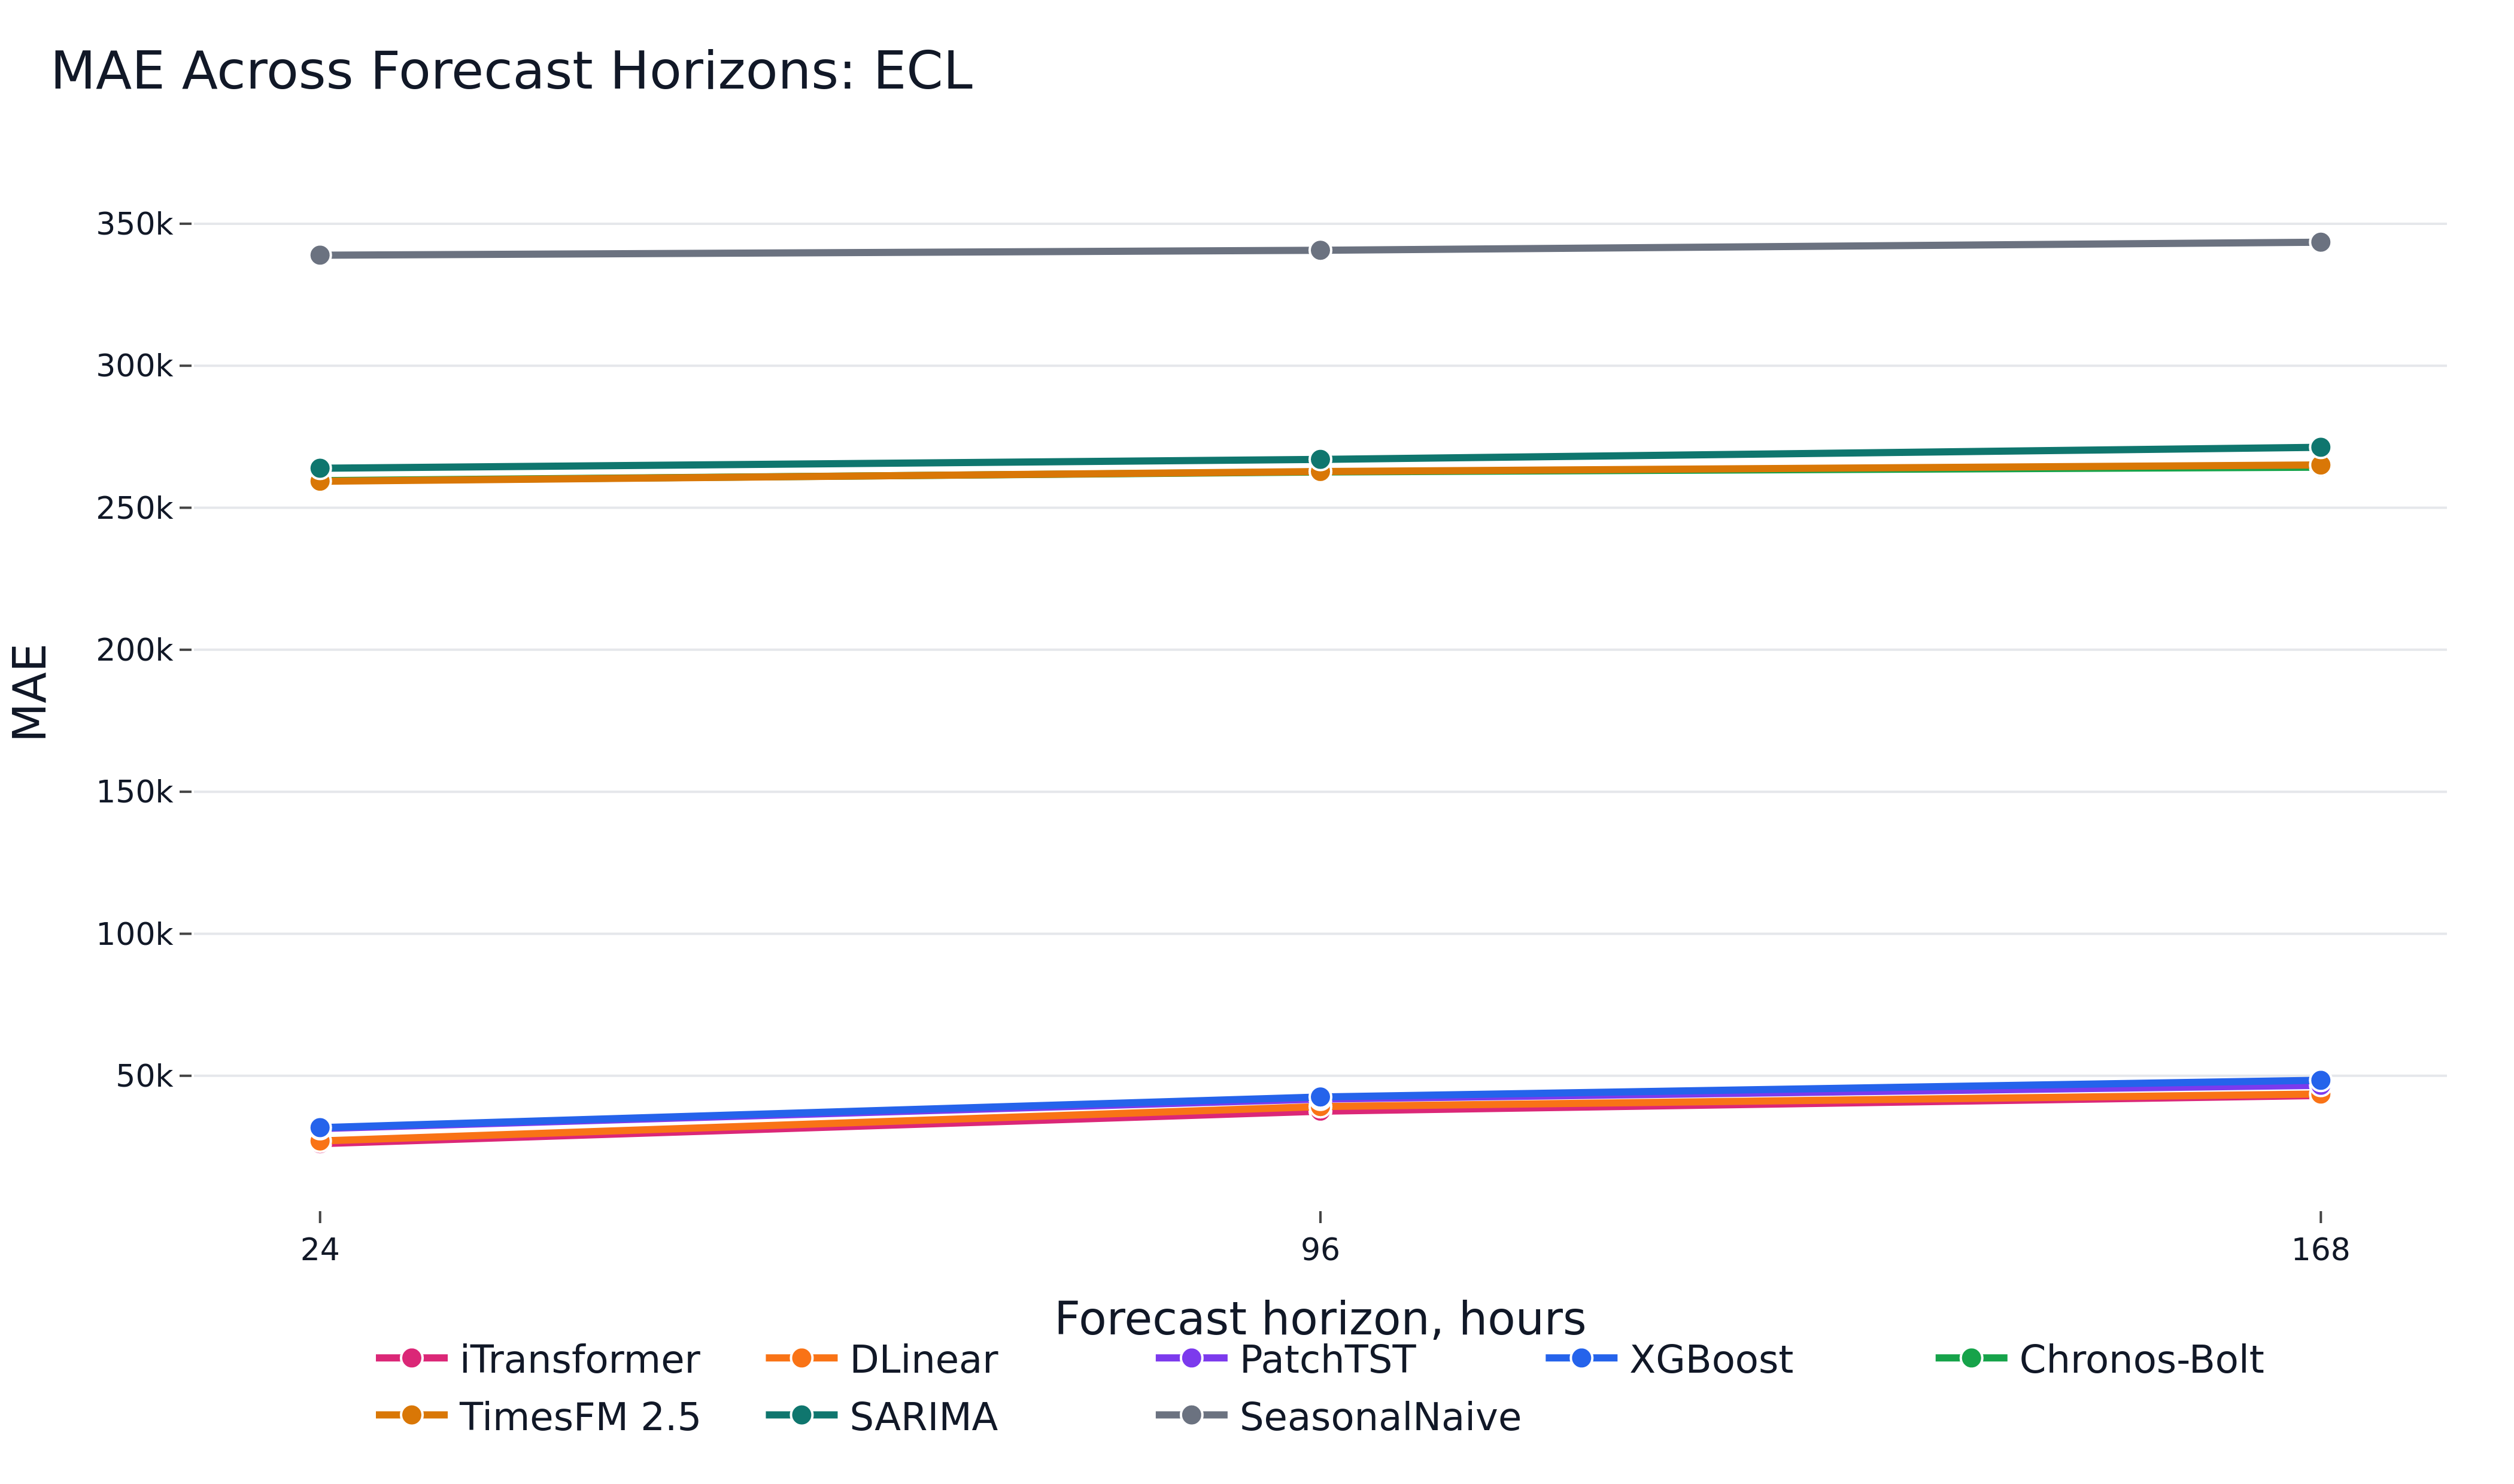 MAE Across Forecast Horizons: ECL
350k
300k
250k
200k
150k
100k
50k
MAE
24 96 168
Forecast horizon, hours
iTransformer DLinear PatchTST XGBoost Chronos-Bolt
TimesFM 2.5 SARIMA SeasonalNaive